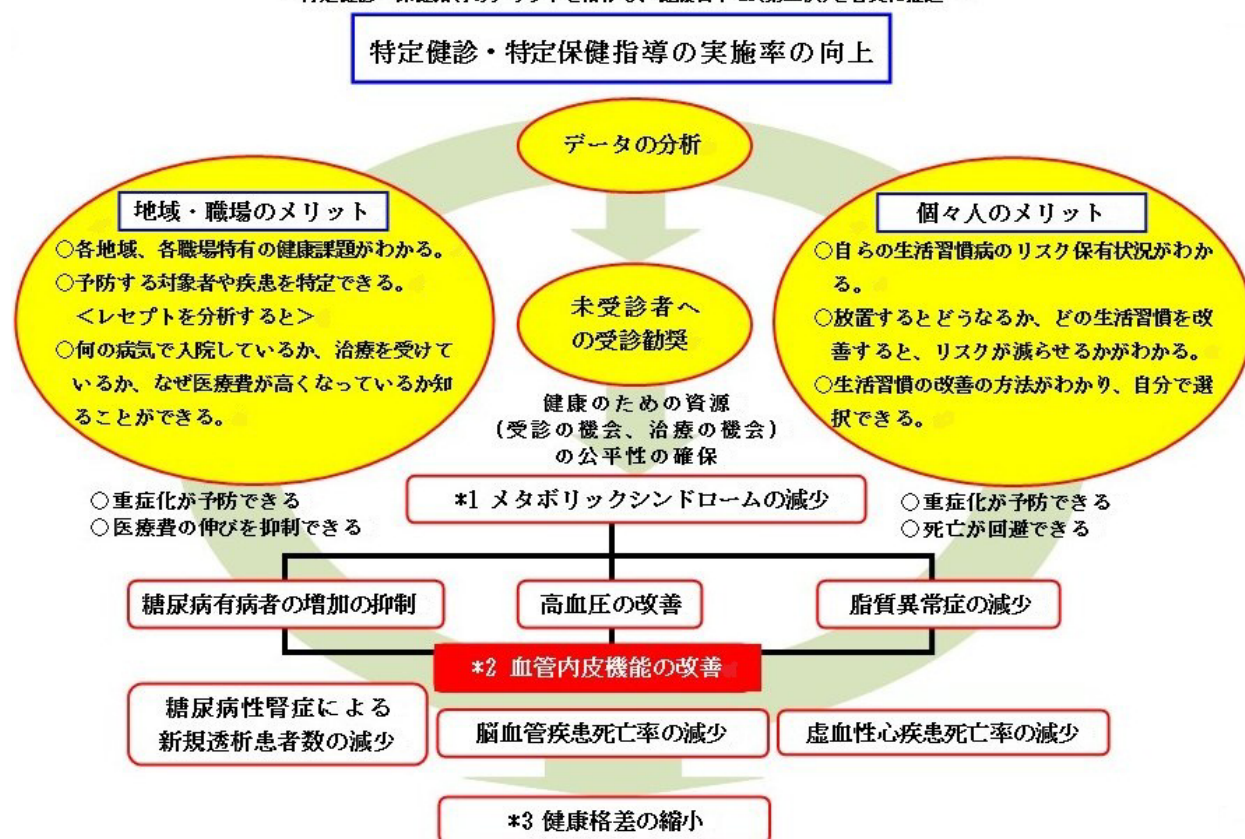 特定健診・特定保健指導の実施率の向上
データの分析
地域・職場のメリット
○各地域、各職場特有の健康課題がわかる。
○予防する対象者や疾患を特定できる。
＜レセプトを分析すると＞
○何の病気で入院しているか、治療を受けて
いるか、なぜ医療費が高くなっているか知
ることができる。
○重症化が予防できる
○医療費の伸びを抑制できる
未受診者へ
の受診勧奨
健康のための資源
(受診の機会、治療の機会)
の公平性の確保
個々人のメリット
○自らの生活習慣病のリスク保有状況がわか
る。
○放置するとどうなるか、どの生活習慣を改
善すると、リスクが減らせるかがわかる。
○生活習慣の改善の方法がわかり、自分で選
択できる。
○重症化が予防できる
○死亡が回避できる
*1 メタボリックシンドロームの減少
糖尿病有病者の増加の抑制
高血圧の改善
脂質異常症の減少
*2 血管内皮機能の改善
糖尿病性腎症による
新規透析患者数の減少
脳血管疾患死亡率の減少
虚血性心疾患死亡率の減少
*3 健康格差の縮小